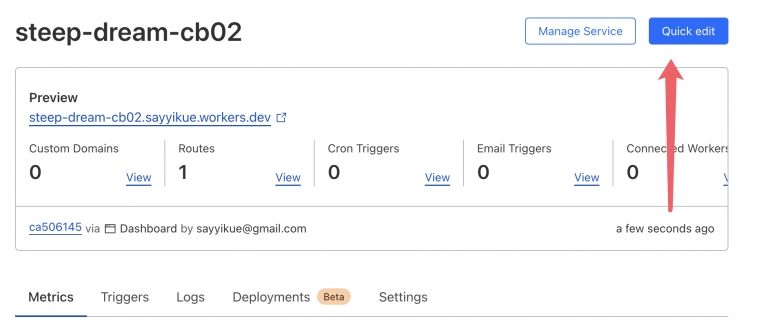 steep-dream-cb02
Manage Service
Quick edit
Preview
steep-dream-cb02.sayyikue.workers.dev
Custom Domains Routes Cron Triggers Email Triggers Connected Workers
0 View 1 View 0 View 0 View 0
ca506145 via Dashboard by sayyikue@gmail.com a few seconds ago
Metrics Triggers Logs Deployments Beta Settings